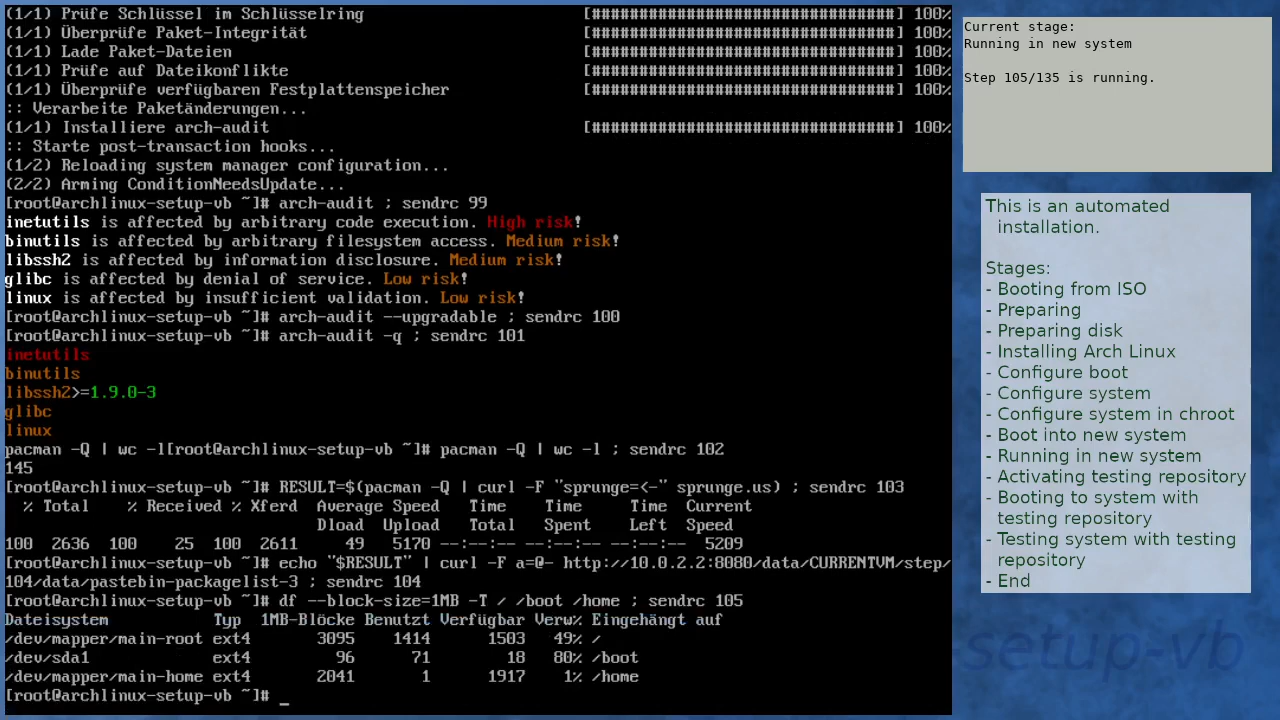 (1/1) Prüfe Schlüssel im Schlüsselring [################################] 100%
(1/1) Überprüfe Paket-Integrität [################################] 100%
(1/1) Lade Paket-Dateien [################################] 100%
(1/1) Prüfe auf Dateikonflikte [################################] 100%
(1/1) Überprüfe verfügbaren Festplattenspeicher [################################] 100%
:: Verarbeite Paketänderungen...
(1/1) Installiere arch-audit [################################] 100%
:: Starte post-transaction hooks...
(1/2) Reloading system manager configuration...
(2/2) Arming ConditionNeedsUpdate...
[root@archlinux-setup-vb ~]# arch-audit ; sendrc 99
inetutils is affected by arbitrary code execution. High risk!
binutils is affected by arbitrary filesystem access. Medium risk!
libssh2 is affected by information disclosure. Medium risk!
glibc is affected by denial of service. Low risk!
linux is affected by insufficient validation. Low risk!
[root@archlinux-setup-vb ~]# arch-audit --upgradable ; sendrc 100
[root@archlinux-setup-vb ~]# arch-audit -q ; sendrc 101
inetutils
binutils
libssh2>=1.9.0-3
glibc
linux
pacman -Q | wc -l[root@archlinux-setup-vb ~]# pacman -Q | wc -l ; sendrc 102
145
[root@archlinux-setup-vb ~]# RESULT=$(pacman -Q | curl -F "sprunge=<-" sprunge.us) ; sendrc 103
  % Total    % Received % Xferd  Average Speed   Time    Time     Time  Current
                                 Dload  Upload   Total   Spent    Left  Speed
100  2636  100    25  100  2611     49   5170 --:--:-- --:--:-- --:--:--  5209
[root@archlinux-setup-vb ~]# echo "$RESULT" | curl -F a=@- http://10.0.2.2:8080/data/CURRENTVM/step/
104/data/pastebin-packagelist-3 ; sendrc 104
[root@archlinux-setup-vb ~]# df --block-size=1MB -T / /boot /home ; sendrc 105
Dateisystem           Typ  1MB-Blöcke Benutzt Verfügbar Verw% Eingehängt auf
/dev/mapper/main-root ext4       3095    1414      1503   49% /
/dev/sda1             ext4         96      71        18   80% /boot
/dev/mapper/main-home ext4       2041       1      1917    1% /home
[root@archlinux-setup-vb ~]# _
Current stage:
Running in new system
Step 105/135 is running.
This is an automated
installation.
Stages:
- Booting from ISO
- Preparing
- Preparing disk
- Installing Arch Linux
- Configure boot
- Configure system
- Configure system in chroot
- Boot into new system
- Running in new system
- Activating testing repository
- Booting to system with
testing repository
- Testing system with testing
repository
- End
setup-vb